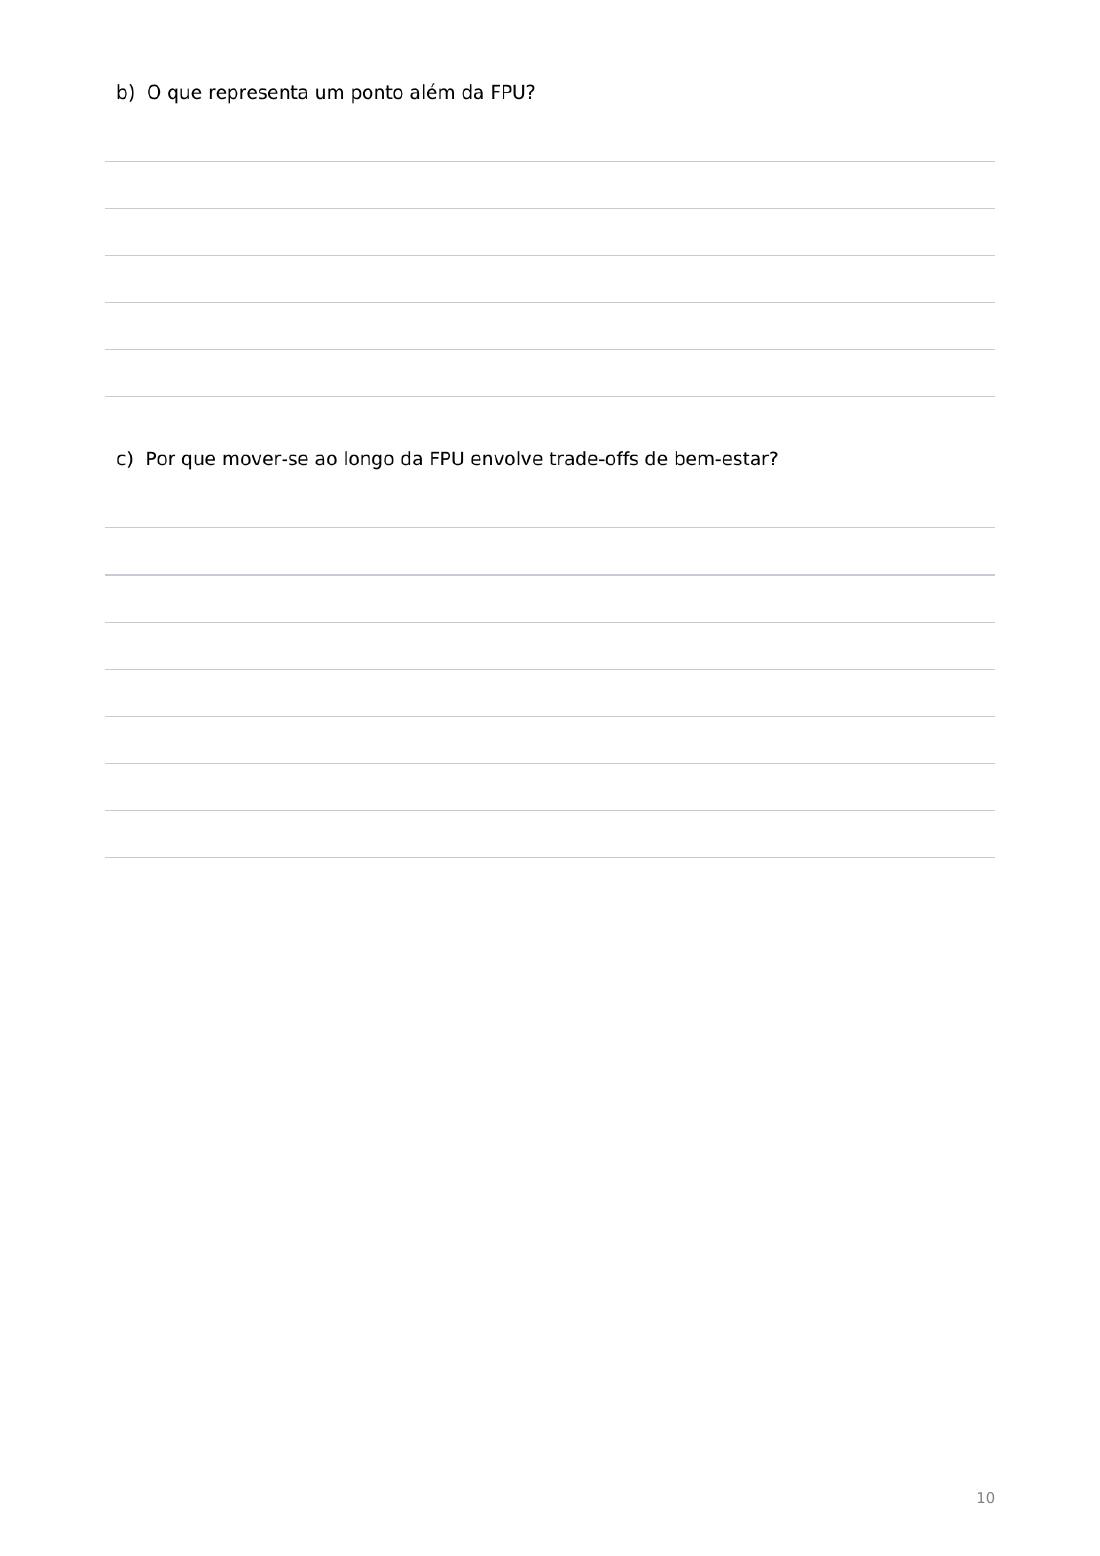 b) O que representa um ponto além da FPU?
c) Por que mover-se ao longo da FPU envolve trade-offs de bem-estar?
10